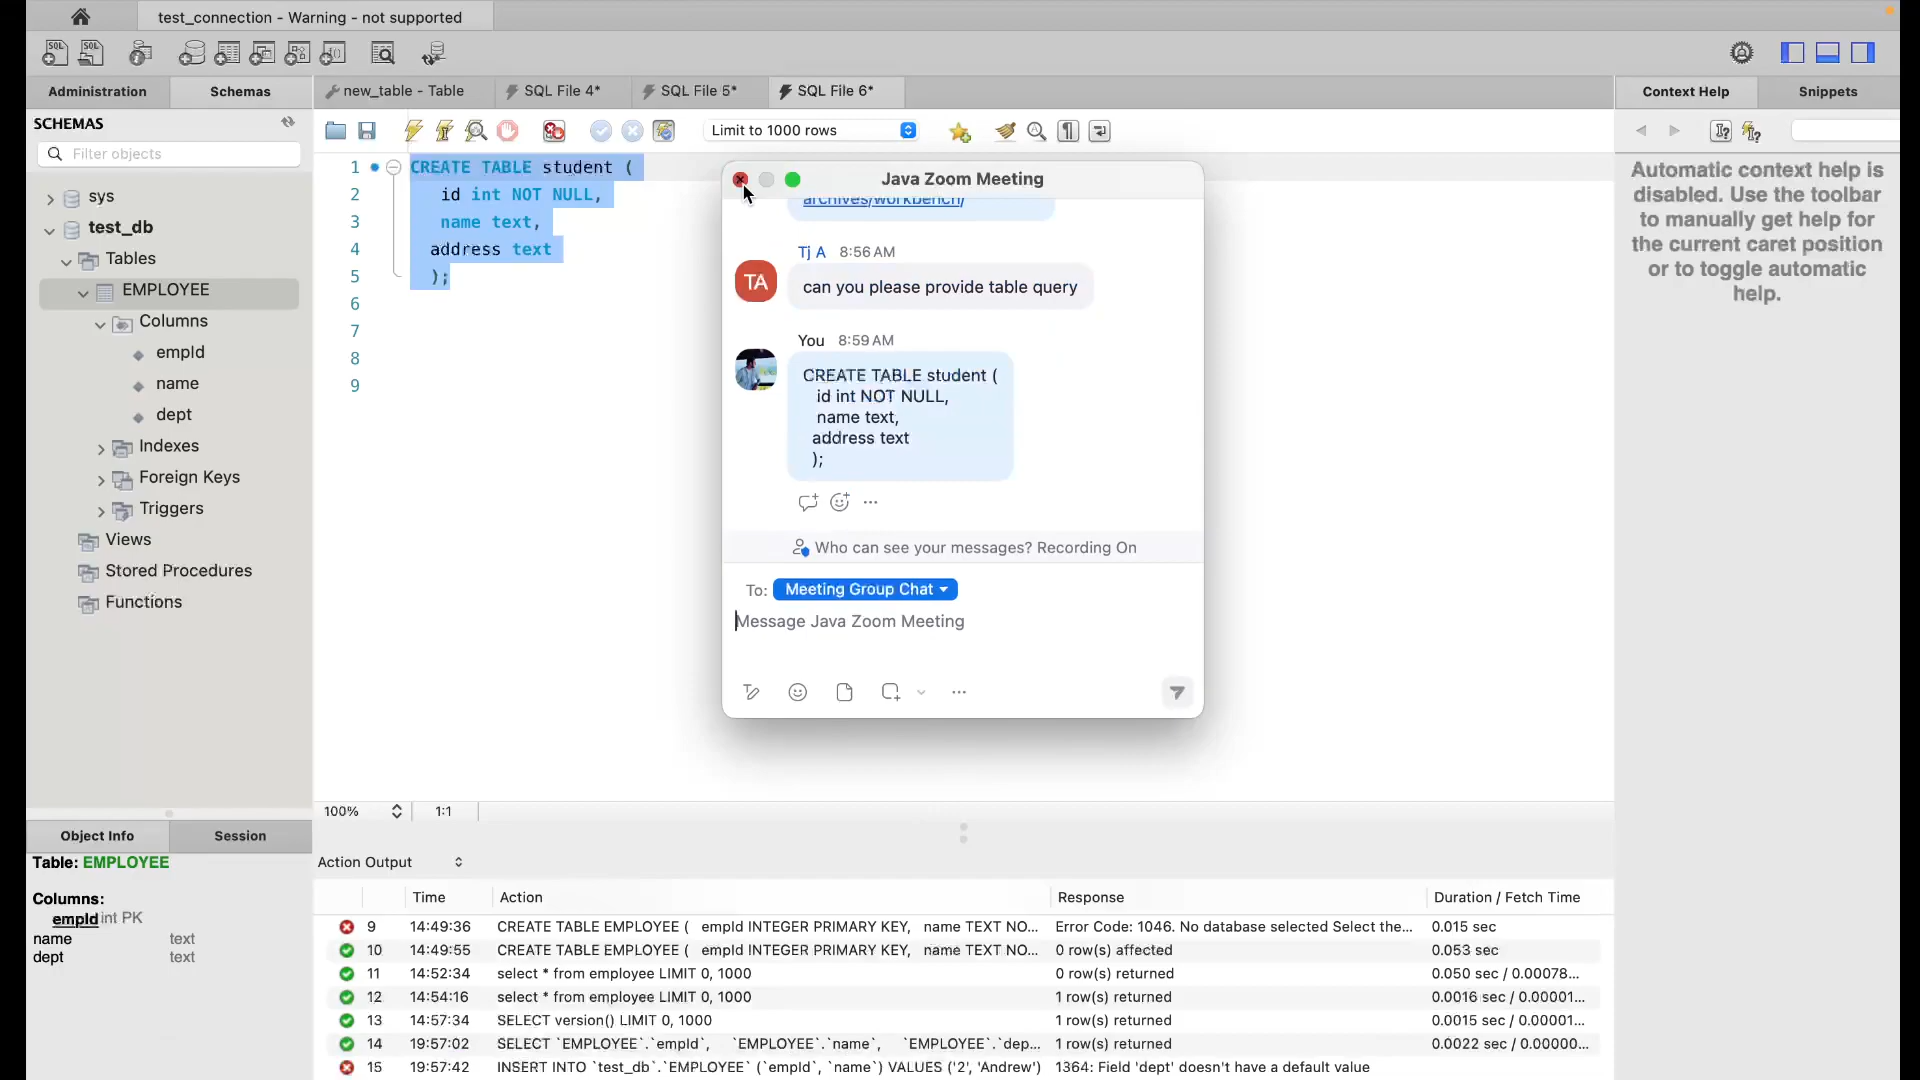 test_connection - Warning - not supported
Administration
Schemas
new_table - Table
SQL File 4*
SQL File 5*
SQL File 6*
Context Help
Snippets
SCHEMAS
Filter objects
Limit to 1000 rows
sys
test_db
Tables
EMPLOYEE
Columns
empId
name
dept
Indexes
Foreign Keys
Triggers
Views
Stored Procedures
Functions
1 CREATE TABLE student (
2 id int NOT NULL,
3 name text,
4 address text
5 );
6
7
8
9
Java Zoom Meeting
archives/workbench/
Tj A 8:56 AM
TA
can you please provide table query
You 8:59 AM
CREATE TABLE student (
id int NOT NULL,
name text,
address text
);
Who can see your messages? Recording On
To: Meeting Group Chat
Message Java Zoom Meeting
Automatic context help is
disabled. Use the toolbar
to manually get help for
the current caret position
or to toggle automatic
help.
100% 1:1
Object Info
Session
Table: EMPLOYEE
Columns:
empId int PK
name text
dept text
Action Output
Time Action Response Duration / Fetch Time
9 14:49:36 CREATE TABLE EMPLOYEE ( empId INTEGER PRIMARY KEY, name TEXT NO... Error Code: 1046. No database selected Select the... 0.015 sec
10 14:49:55 CREATE TABLE EMPLOYEE ( empId INTEGER PRIMARY KEY, name TEXT NO... 0 row(s) affected 0.053 sec
11 14:52:34 select * from employee LIMIT 0, 1000 0 row(s) returned 0.050 sec / 0.00078...
12 14:54:16 select * from employee LIMIT 0, 1000 1 row(s) returned 0.0016 sec / 0.00001...
13 14:57:34 SELECT version() LIMIT 0, 1000 1 row(s) returned 0.0015 sec / 0.00001...
14 19:57:02 SELECT `EMPLOYEE`.`empId`, `EMPLOYEE`.`name`, `EMPLOYEE`.`dep... 1 row(s) returned 0.0022 sec / 0.00000...
15 19:57:42 INSERT INTO `test_db`.`EMPLOYEE` (`empId`, `name`) VALUES ('2', 'Andrew') 1364: Field 'dept' doesn't have a default value